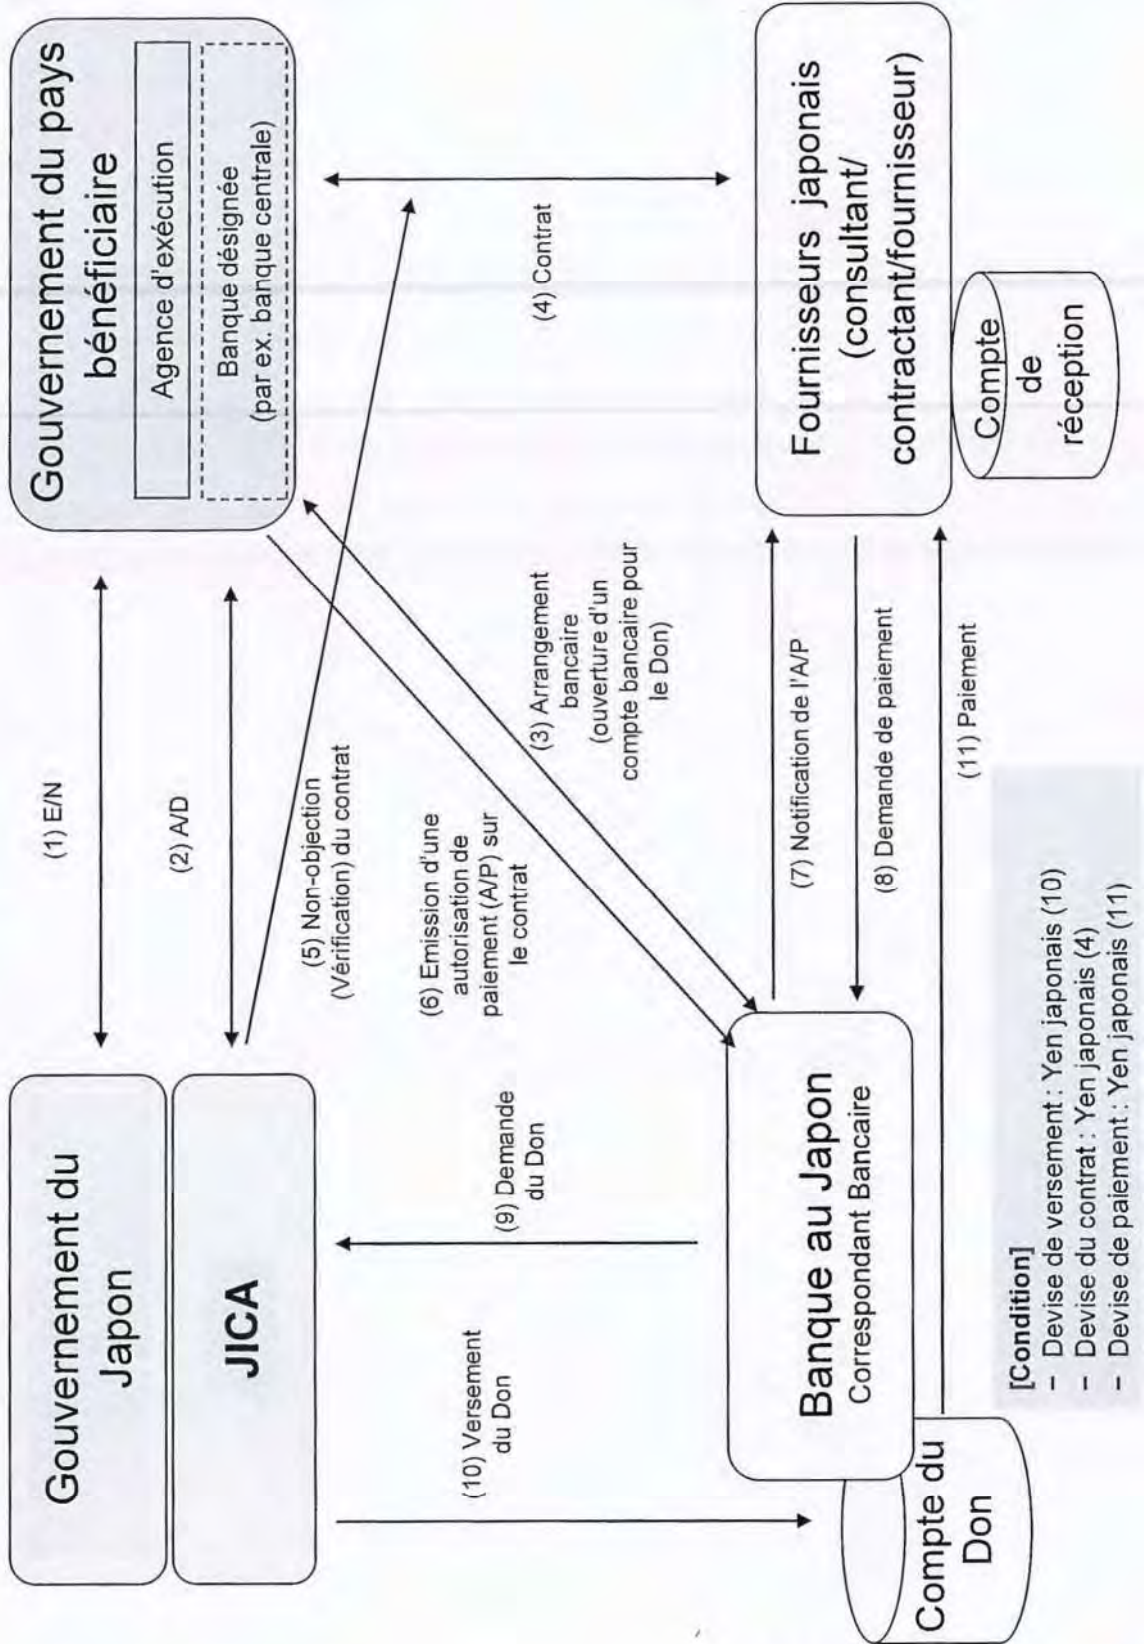 Gouvernement du
Japon
JICA
(1) E/N
(2) A/D
Gouvernement du pays
bénéficiaire
Agence d'exécution
Banque désignée
(par ex. banque centrale)
(5) Non-objection
(Vérification) du contrat
(6) Emission d'une
autorisation de
paiement (A/P) sur
le contrat
(3) Arrangement
bancaire
(ouverture d'un
compte bancaire pour
le Don)
(4) Contrat
(9) Demande
du Don
(10) Versement
du Don
Banque au Japon
Correspondant Bancaire
Compte du
Don
(7) Notification de l'A/P
(8) Demande de paiement
(11) Paiement
Fournisseurs japonais
(consultant/
contractant/fournisseur)
Compte
de
réception
[Condition]
– Devise de versement : Yen japonais (10)
– Devise du contrat : Yen japonais (4)
– Devise de paiement : Yen japonais (11)